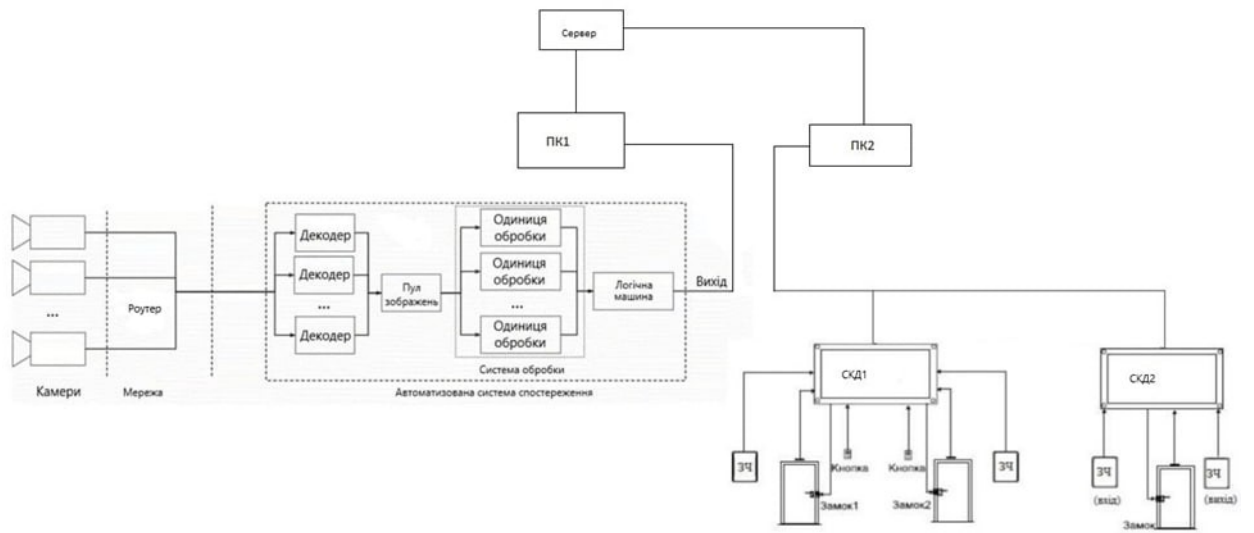 Сервер
ПК1
ПК2
Декодер
Декодер
...
Декодер
Пул
зображень
Одиниця
обробки
Одиниця
обробки
...
Одиниця
обробки
Система обробки
Логічна
машина
Вихід
...
Роутер
Камери
Мережа
Автоматизована система спостереження
СКД1
СКД2
ЗЧ
Кнопка
Кнопка
ЗЧ
Замок1
Замок2
ЗЧ
(вхід)
ЗЧ
(вихід)
Замок